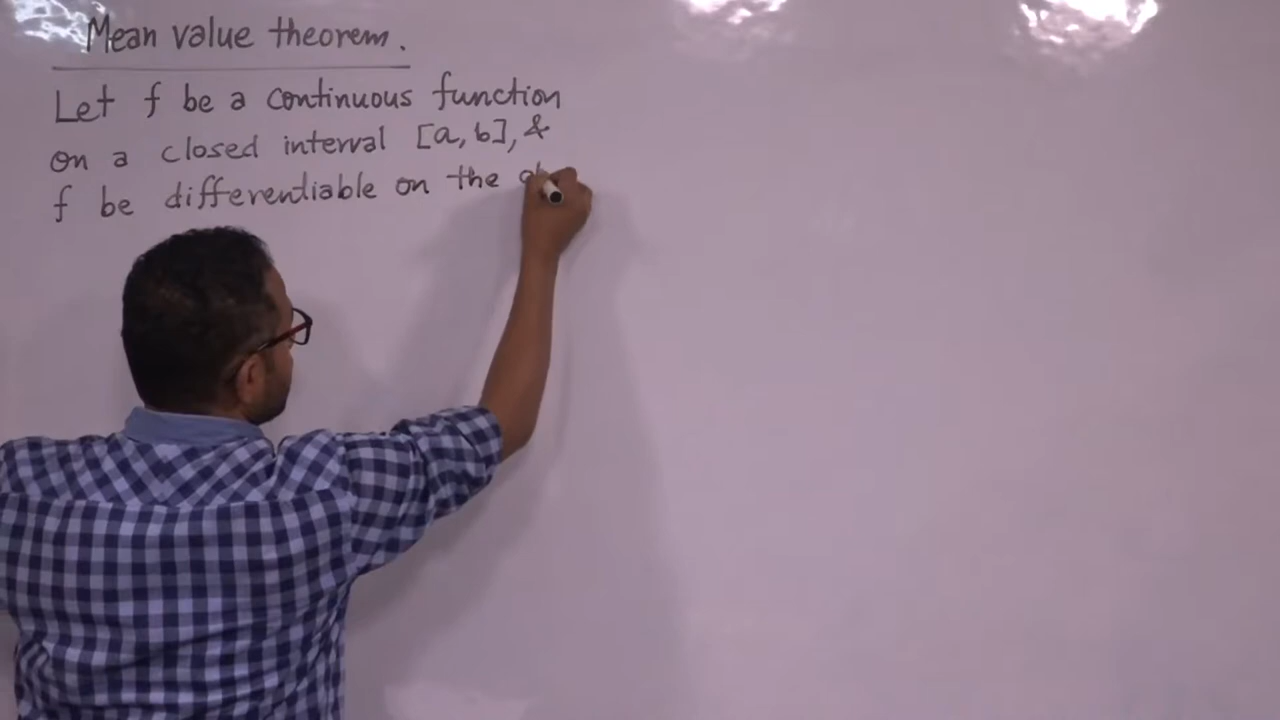 Mean value theorem.
Let f be a continuous function
on a closed interval [a, b], &
f be differentiable on the